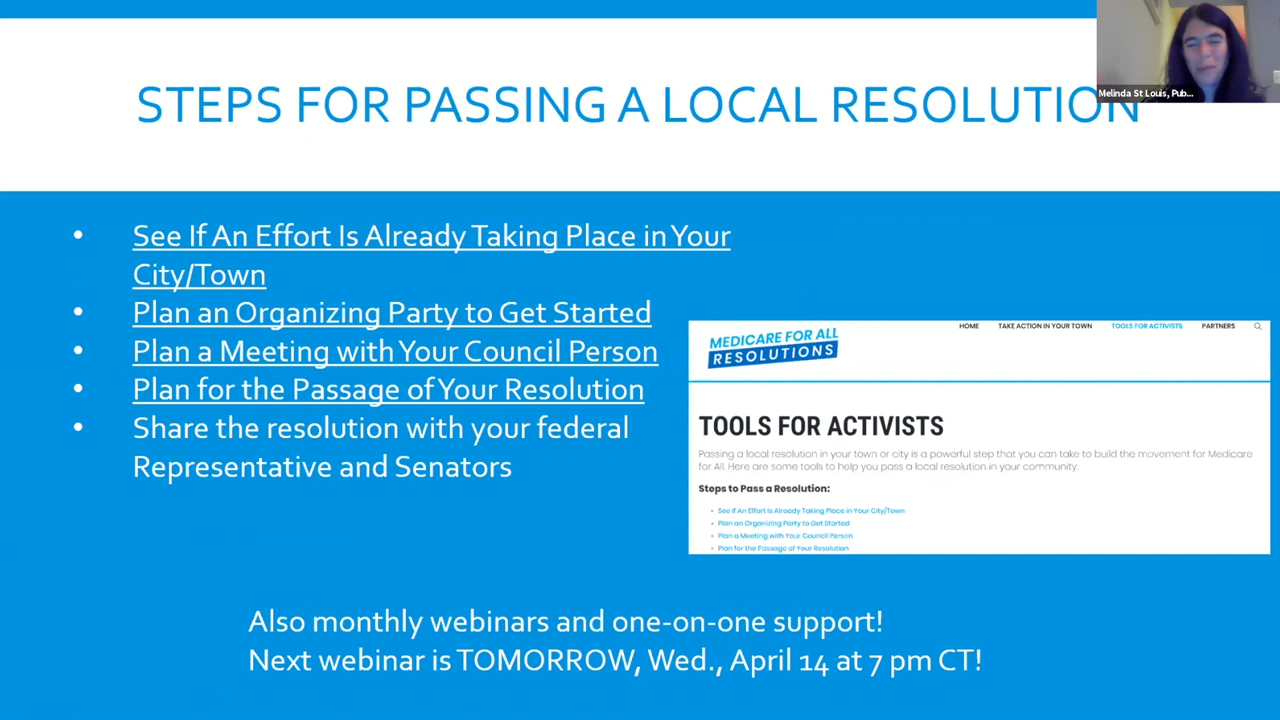 STEPS FOR PASSING A LOCAL RESOLUTION
Melinda St Louis, Pub...
• See If An Effort Is Already Taking Place in Your
City/Town
• Plan an Organizing Party to Get Started
• Plan a Meeting with Your Council Person
• Plan for the Passage of Your Resolution
• Share the resolution with your federal
Representative and Senators
MEDICARE FOR ALL
RESOLUTIONS
HOME TAKE ACTION IN YOUR TOWN TOOLS FOR ACTIVISTS PARTNERS
TOOLS FOR ACTIVISTS
Passing a local resolution in your town or city is a powerful step that you can take to build the movement for Medicare
for All. Here are some tools to help you pass a local resolution in your community.
Steps to Pass a Resolution:
• See If An Effort Is Already Taking Place in Your City/Town
• Plan an Organizing Party to Get Started
• Plan a Meeting with Your Council Person
• Plan for the Passage of Your Resolution
Also monthly webinars and one-on-one support!
Next webinar is TOMORROW, Wed., April 14 at 7 pm CT!